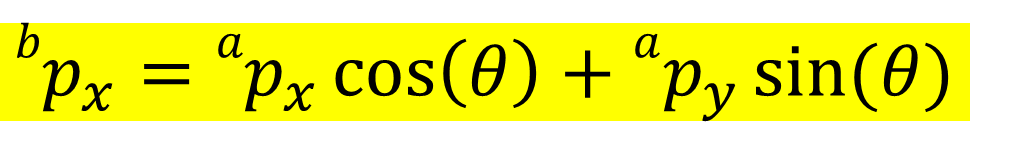 ᵇpₓ = ᵃpₓ cos(θ) + ᵃp_y sin(θ)